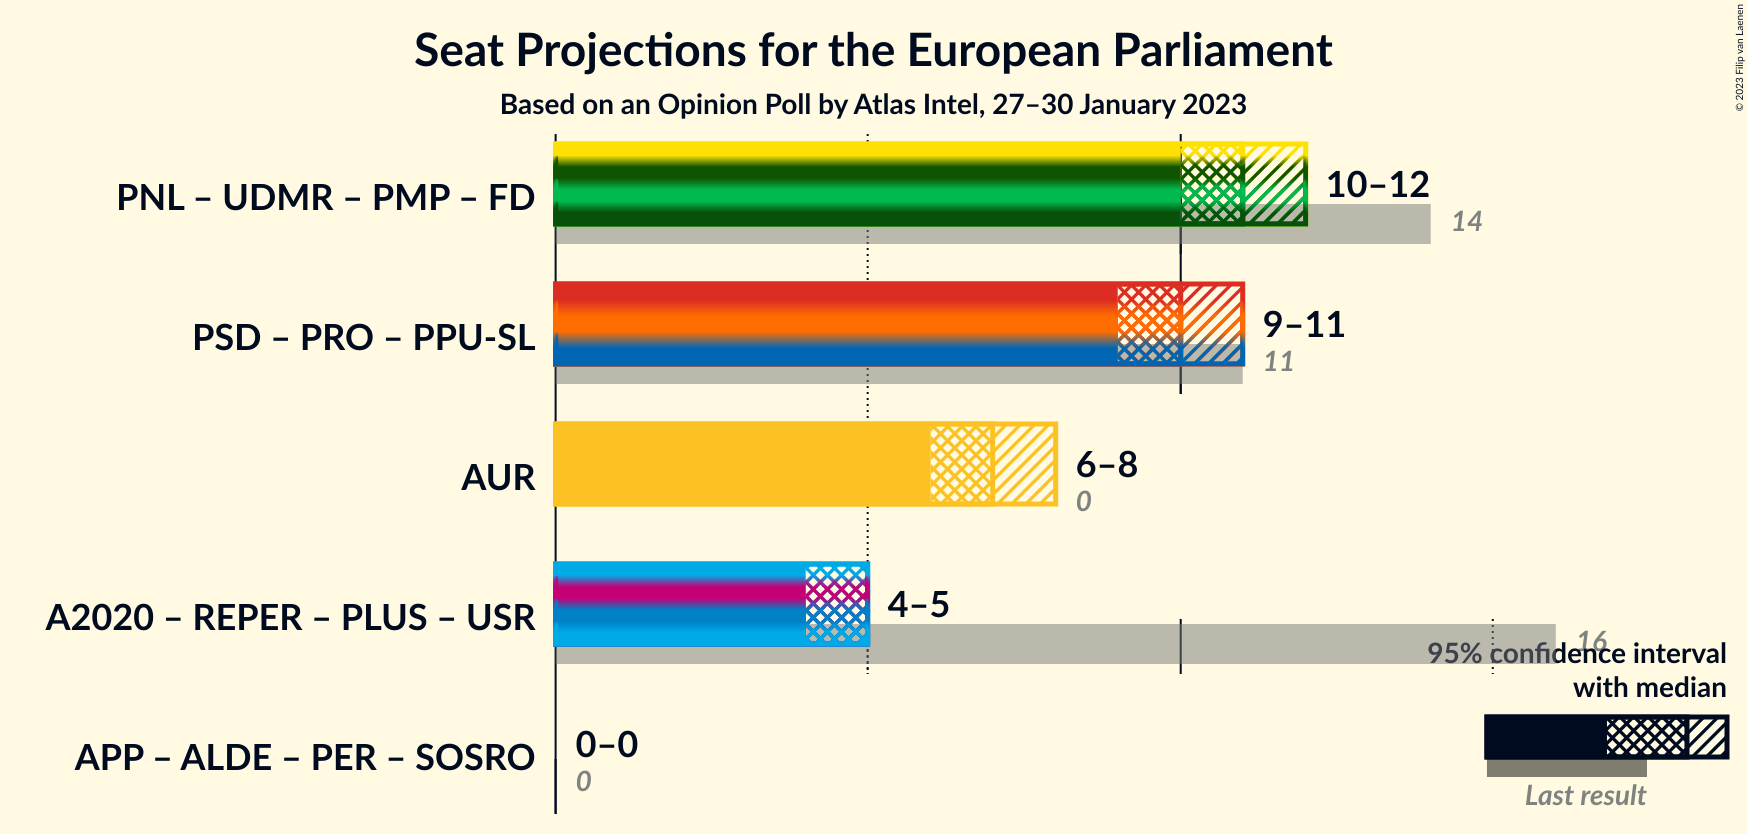 Seat Projections for the European Parliament
Based on an Opinion Poll by Atlas Intel, 27–30 January 2023
© 2023 Filip van Laenen
PNL – UDMR – PMP – FD
10–12
14
PSD – PRO – PPU-SL
9–11
11
AUR
6–8
0
A2020 – REPER – PLUS – USR
4–5
16
APP – ALDE – PER – SOSRO
0–0
0
95% confidence interval
with median
Last result